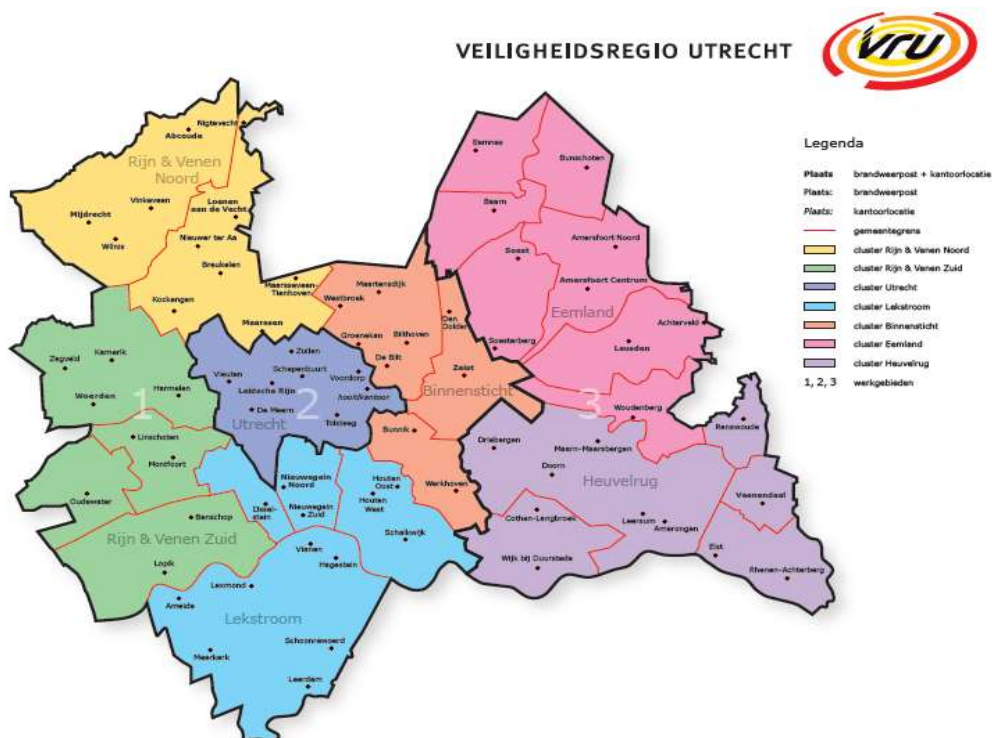 VEILIGHEIDSREGIO UTRECHT
vru
Legenda
Plaats brandweerpost + kantoorlocatie
Plaats: brandweerpost
Plaats: kantoorlocatie
gemeentegrens
cluster Rijn & Venen Noord
cluster Rijn & Venen Zuid
cluster Utrecht
cluster Lekstroom
cluster Binnensticht
cluster Eemland
cluster Heuvelrug
1, 2, 3 werkgebieden
Nigtevecht
Abcoude
Rijn & Venen
Noord
Vinkeveen
Loenen
aan de Vecht
Mijdrecht
Wilnis
Nieuwer ter Aa
Breukelen
Kockengen
Maarsseveen-
Tienhoven
Maarssen
Eemnes
Bunschoten
Baarn
Soest
Amersfoort Noord
Amersfoort Centrum
Eemland
Achterveld
Leusden
Soesterberg
Maartensdijk
Westbroek
Groenekan
Bilthoven
Den
Dolder
De Bilt
Zeist
Binnensticht
Bunnik
Werkhoven
Zegveld
Kamerik
Harmelen
Woerden
1
Linschoten
Montfoort
Oudewater
Benschop
Rijn & Venen Zuid
Lopik
Zuilen
Vleuten
Schepenbuurt
Voordorp
Leidsche Rijn
2
hoofdkantoor
De Meern
Utrecht
Tolsteeg
Nieuwegein
Noord
IJssel-
stein
Nieuwegein
Zuid
Houten
Oost
Houten
West
Schalkwijk
Vianen
Hagestein
Lexmond
Ameide
Lekstroom
Schoonrewoerd
Meerkerk
Leerdam
3
Woudenberg
Renswoude
Driebergen
Maarn-Maarsbergen
Doorn
Heuvelrug
Veenendaal
Cothen-Langbroek
Leersum
Amerongen
Wijk bij Duurstede
Elst
Rhenen-Achterberg